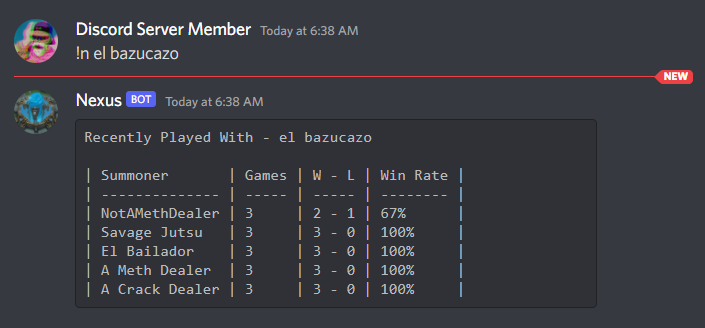 Discord Server Member Today at 6:38 AM
!n el bazucazo
NEW
Nexus BOT Today at 6:38 AM
Recently Played With - el bazucazo
| Summoner       | Games | W - L | Win Rate |
| -------------- | ----- | ----- | -------- |
| NotAMethDealer | 3     | 2 - 1 | 67%      |
| Savage Jutsu   | 3     | 3 - 0 | 100%     |
| El Bailador    | 3     | 3 - 0 | 100%     |
| A Meth Dealer  | 3     | 3 - 0 | 100%     |
| A Crack Dealer | 3     | 3 - 0 | 100%     |